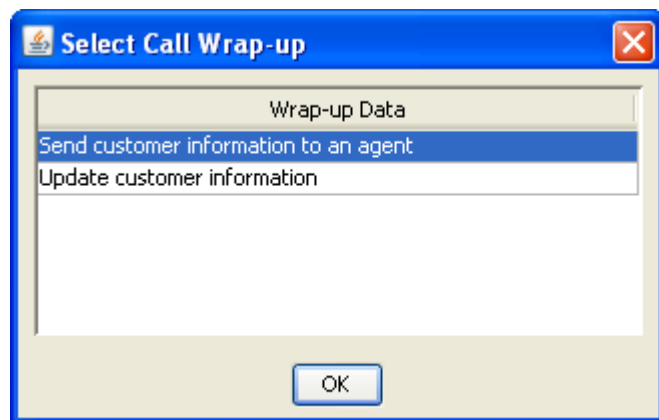 Select Call Wrap-up
Wrap-up Data
Send customer information to an agent
Update customer information
OK